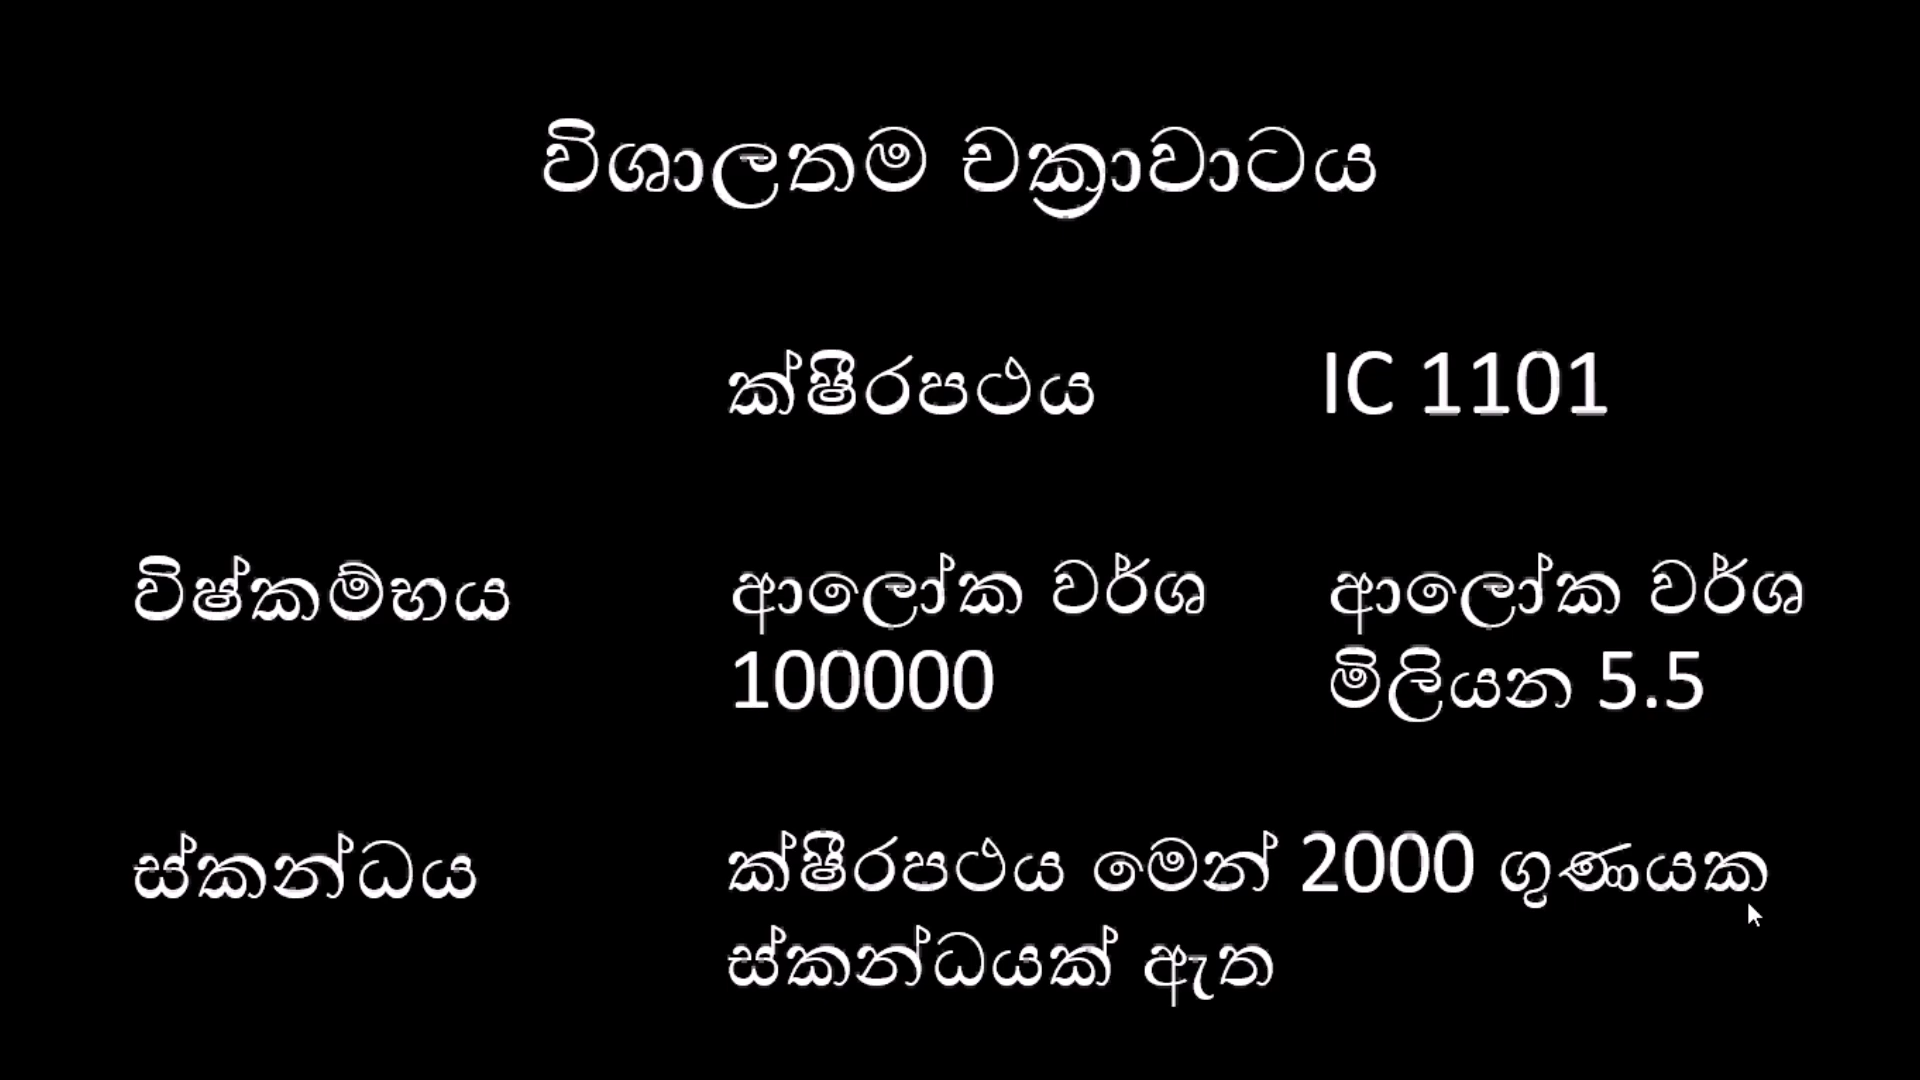 විශාලතම චක්‍රාවාටය
ක්ෂීරපථය IC 1101
විෂ්කම්භය ආලෝක වර්ශ ආලෝක වර්ශ
100000 මිලියන 5.5
ස්කන්ධය ක්ෂීරපථය මෙන් 2000 ගුණයක
ස්කන්ධයක් ඇත